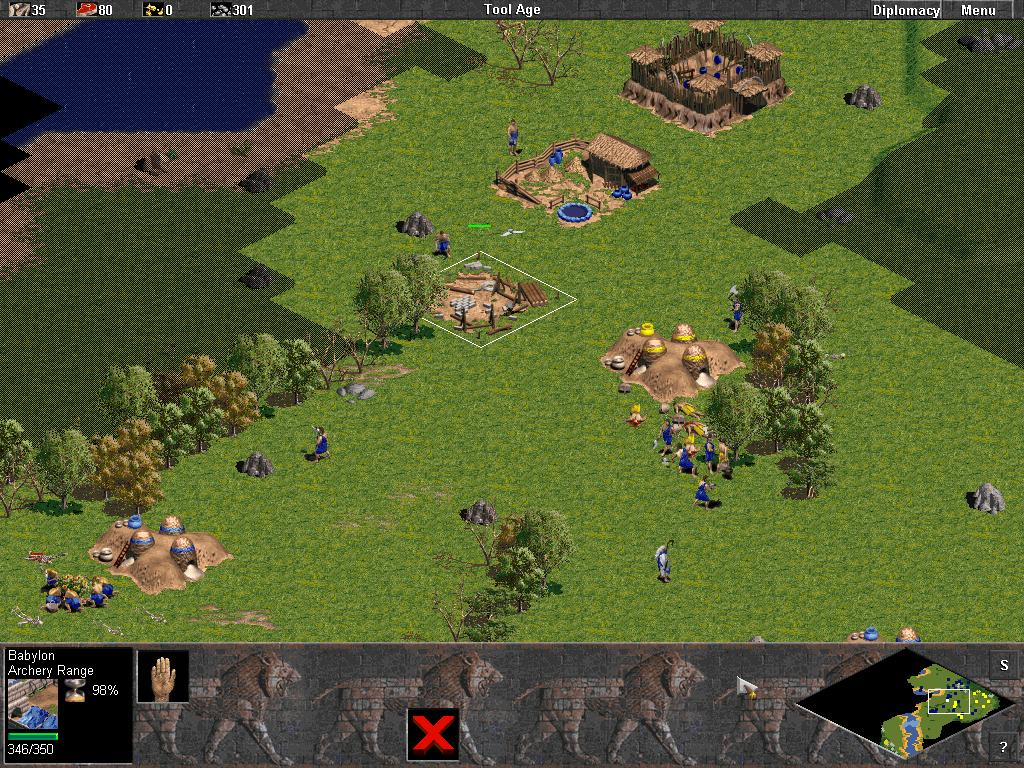 35 80 0 301 Tool Age Diplomacy Menu
Babylon
Archery Range
98%
346/350
S
?